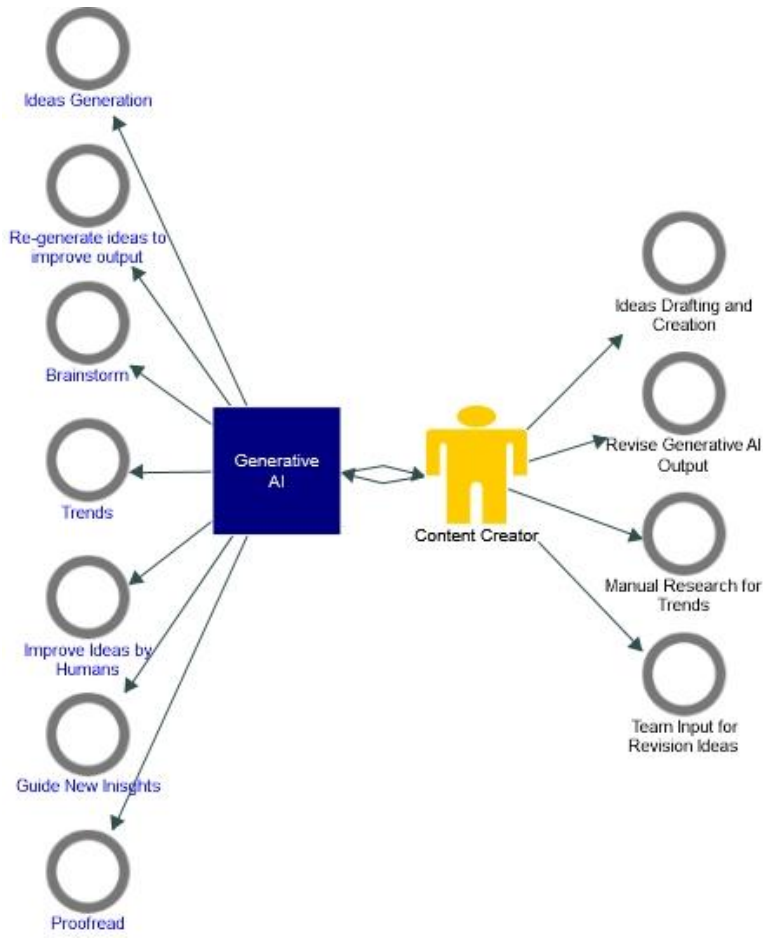 Ideas Generation
Re-generate ideas to
improve output
Brainstorm
Trends
Improve Ideas by
Humans
Guide New Inisghts
Proofread
Generative
AI
Content Creator
Ideas Drafting and
Creation
Revise Generative AI
Output
Manual Research for
Trends
Team Input for
Revision Ideas